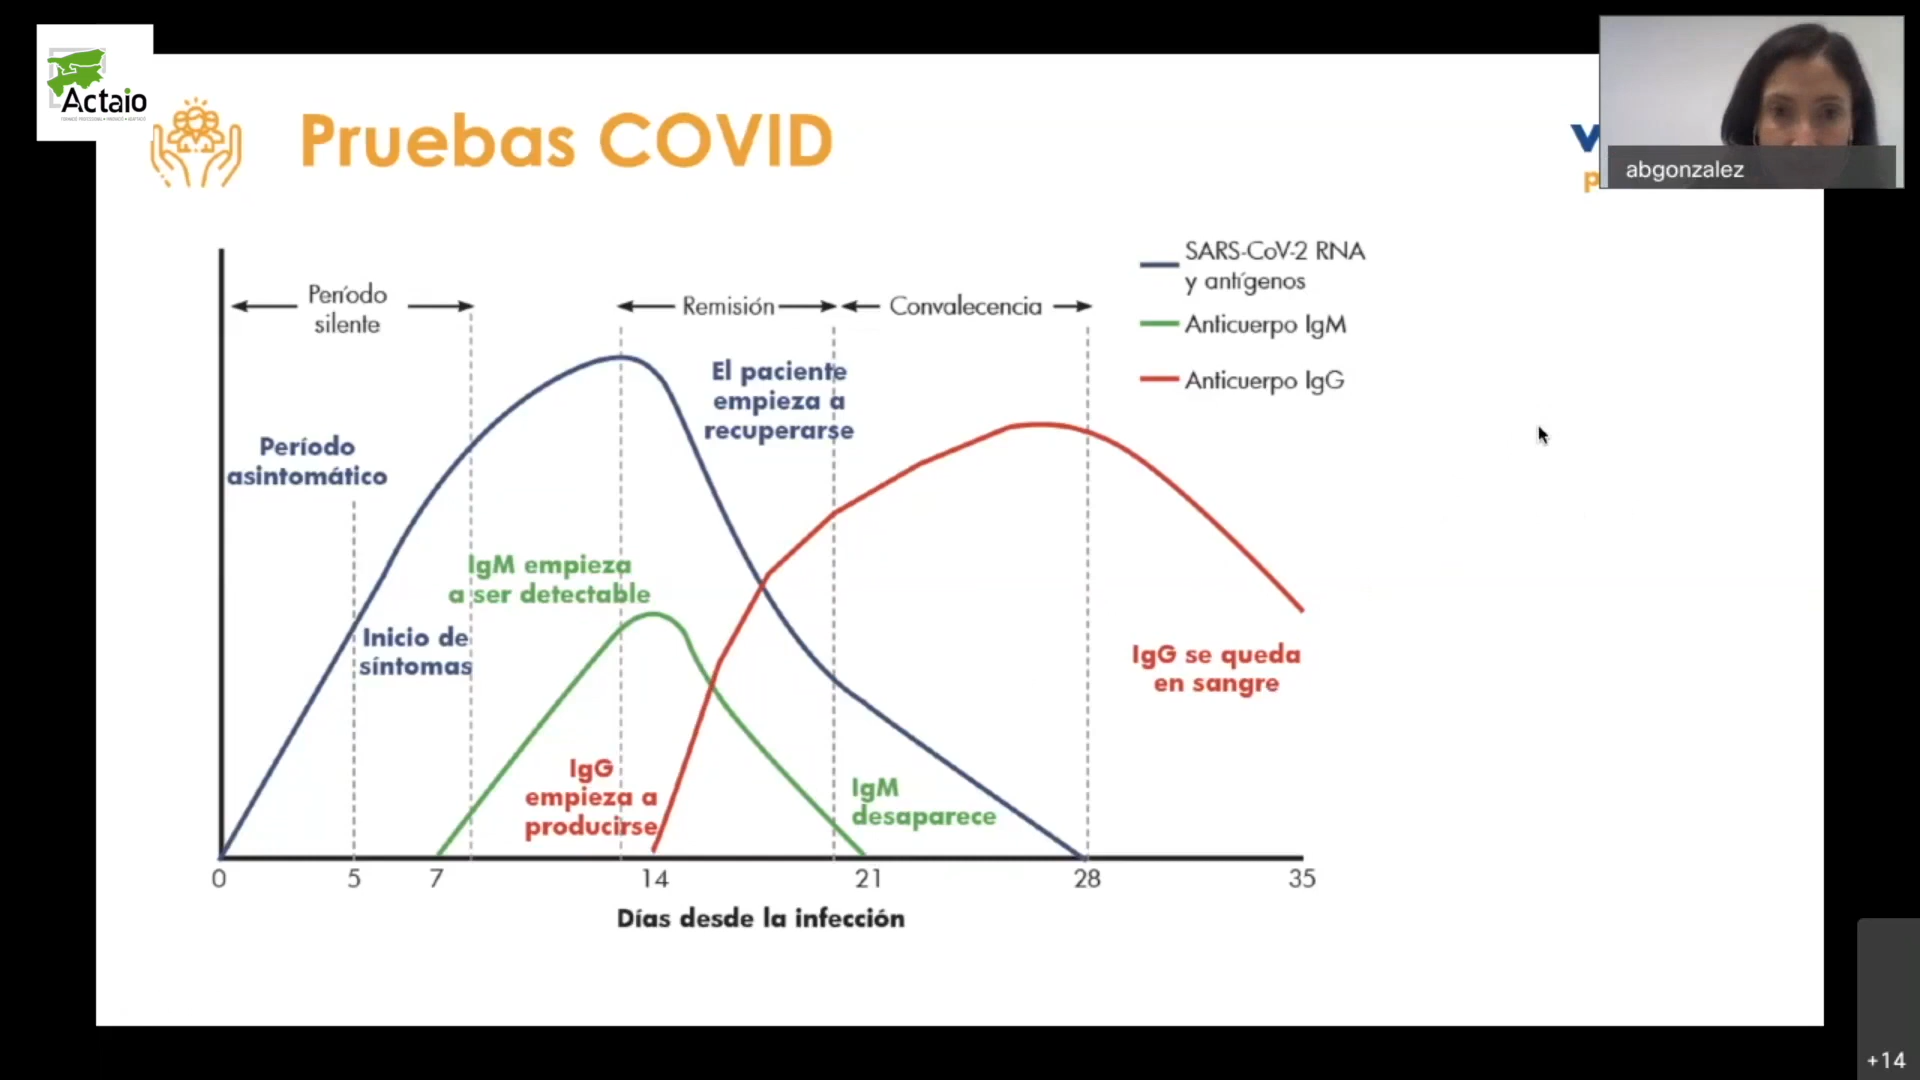 Actaio
Pruebas COVID
abgonzalez
SARS-CoV-2 RNA
y antígenos
Anticuerpo IgM
Anticuerpo IgG
Período
silente
Remisión
Convalecencia
El paciente
empieza a
recuperarse
Período
asintomático
IgM empieza
a ser detectable
Inicio de
síntomas
IgG se queda
en sangre
IgG
empieza a
producirse
IgM
desaparece
0 5 7 14 21 28 35
Días desde la infección
+14